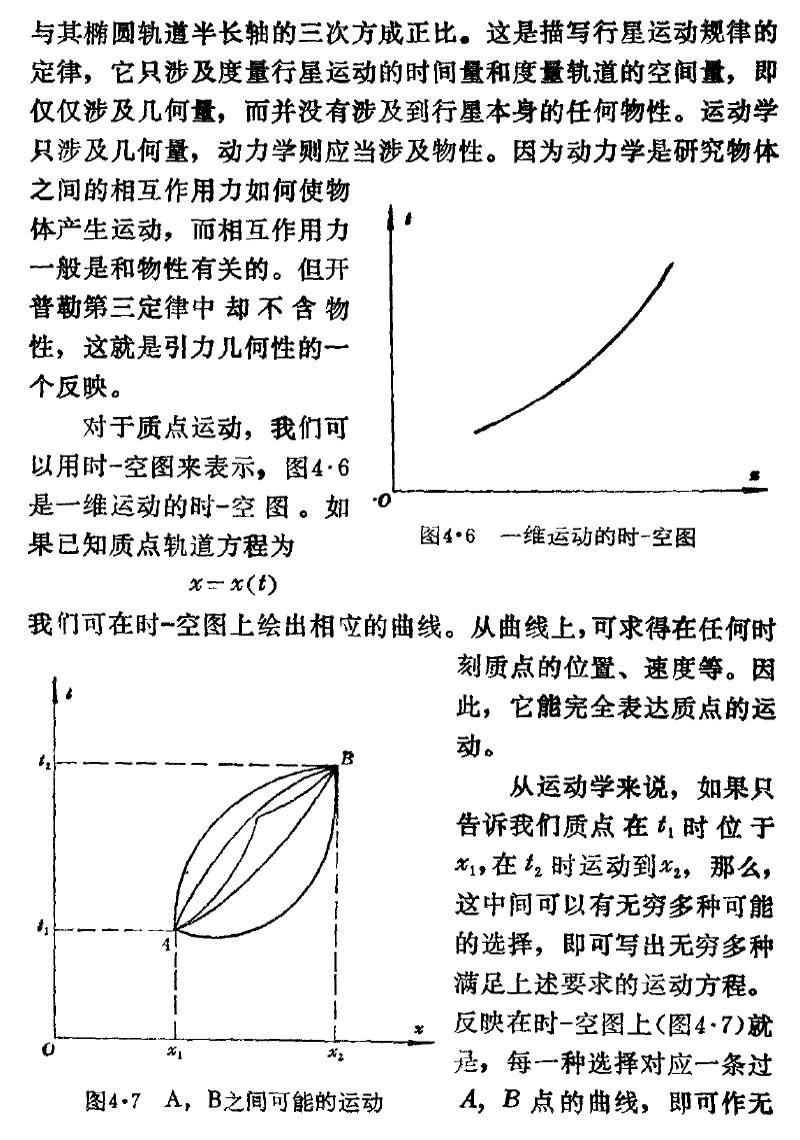 与其椭圆轨道半长轴的三次方成正比。这是描写行星运动规律的
定律，它只涉及度量行星运动的时间量和度量轨道的空间量，即
仅仅涉及几何量，而并没有涉及到行星本身的任何物性。运动学
只涉及几何量，动力学则应当涉及物性。因为动力学是研究物体
之间的相互作用力如何使物
体产生运动，而相互作用力
一般是和物性有关的。但开
普勒第三定律中却不含物
性，这就是引力几何性的一
个反映。
对于质点运动，我们可
以用时-空图来表示，图4·6
是一维运动的时-空图。如
果已知质点轨道方程为
x=x(t)
t
x
O
图4·6 一维运动的时-空图
我们可在时-空图上绘出相应的曲线。从曲线上，可求得在任何时
刻质点的位置、速度等。因
此，它能完全表达质点的运
动。
从运动学来说，如果只
告诉我们质点在 t₁ 时位于
x₁，在 t₂ 时运动到x₂，那么，
这中间可以有无穷多种可能
的选择，即可写出无穷多种
满足上述要求的运动方程。
反映在时-空图上(图4·7)就
是，每一种选择对应一条过
A，B 点的曲线，即可作无
t
t₂
B
t₁
A
x
O
x₁
x₂
图4·7 A，B之间可能的运动